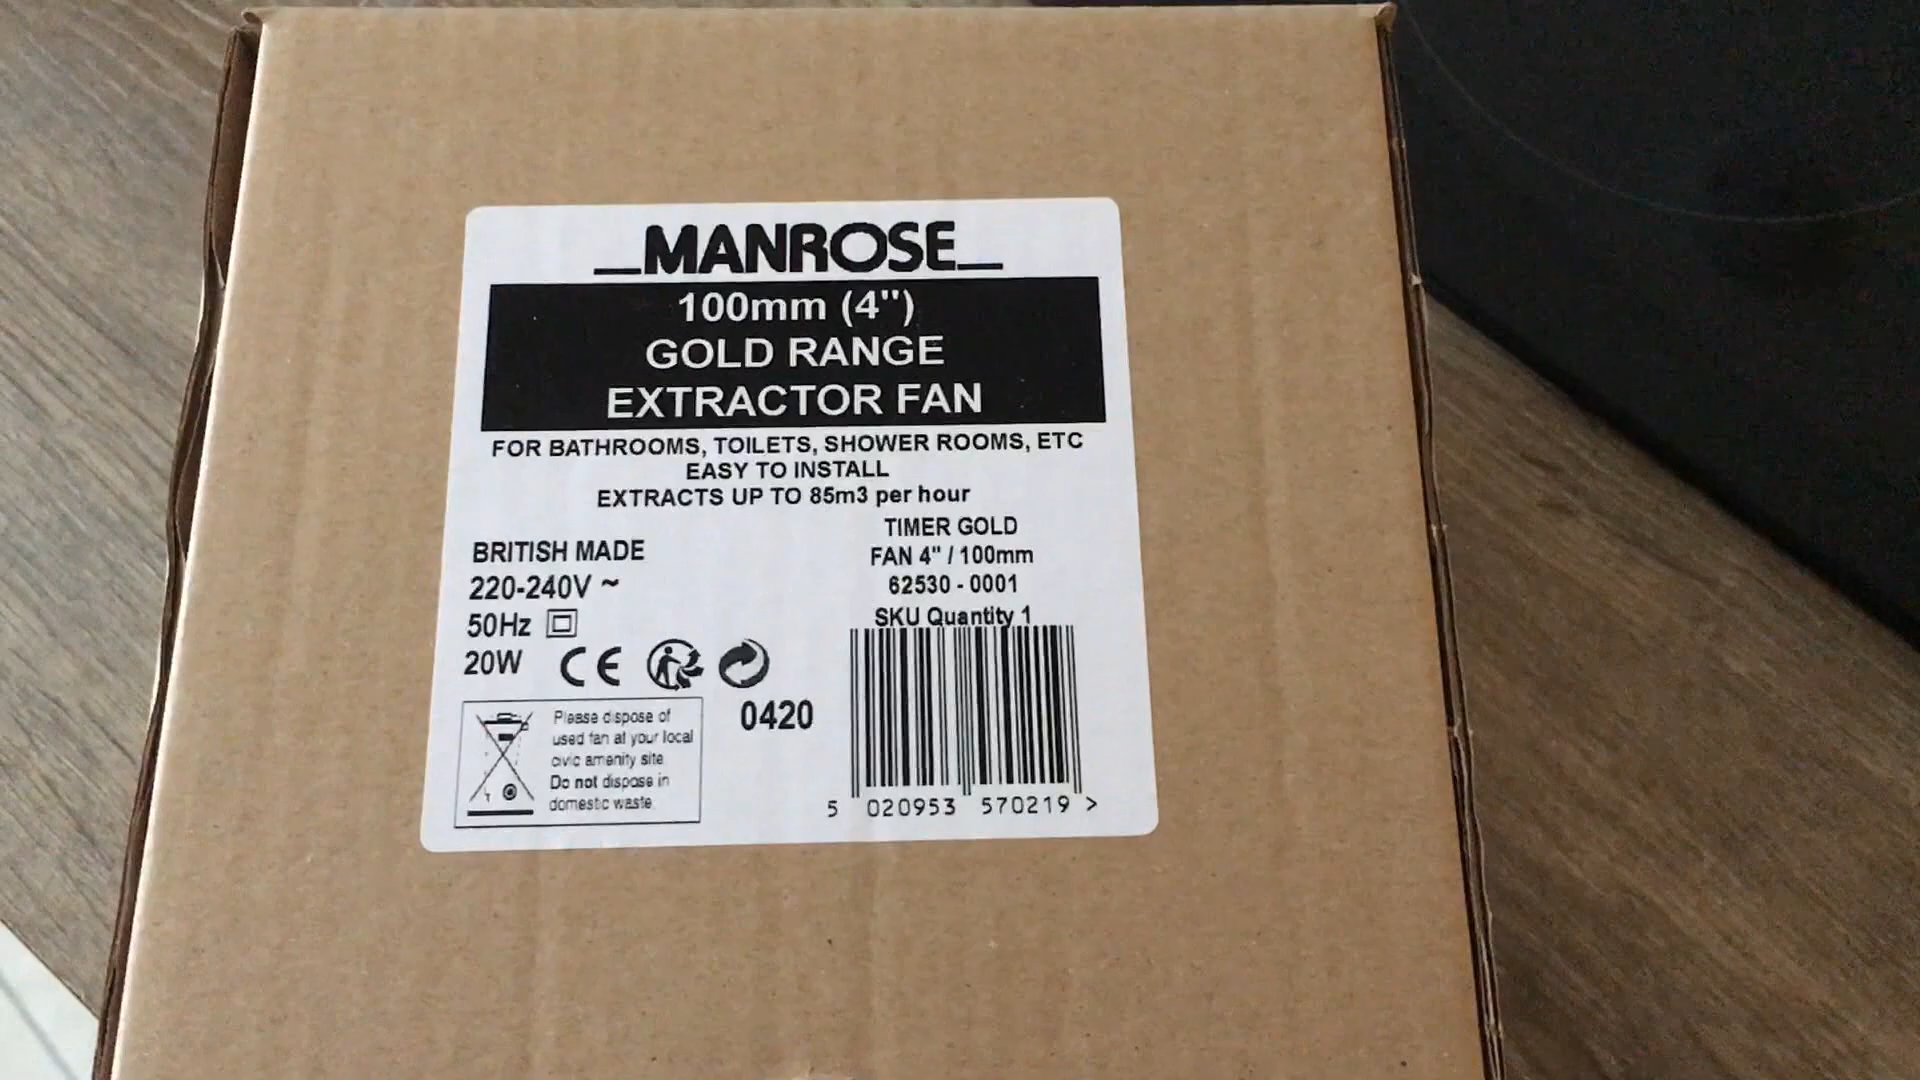 MANROSE
100mm (4")
GOLD RANGE
EXTRACTOR FAN
FOR BATHROOMS, TOILETS, SHOWER ROOMS, ETC
EASY TO INSTALL
EXTRACTS UP TO 85m3 per hour
BRITISH MADE
220-240V ~
50Hz
20W
CE
TIMER GOLD
FAN 4" / 100mm
62530 - 0001
SKU Quantity 1
Please dispose of
used fan at your local
civic amenity site
Do not dispose in
domestic waste.
0420
5 020953 570219 >